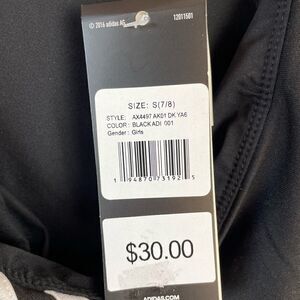 © 2016 adidas AG
12011501
SIZE: S(7/8)
STYLE: AX4497 AK01 DK YA6
COLOR: BLACK ADI 001
Gender: Girls
1 94870 73192 5
$30.00
ADIDAS.COM